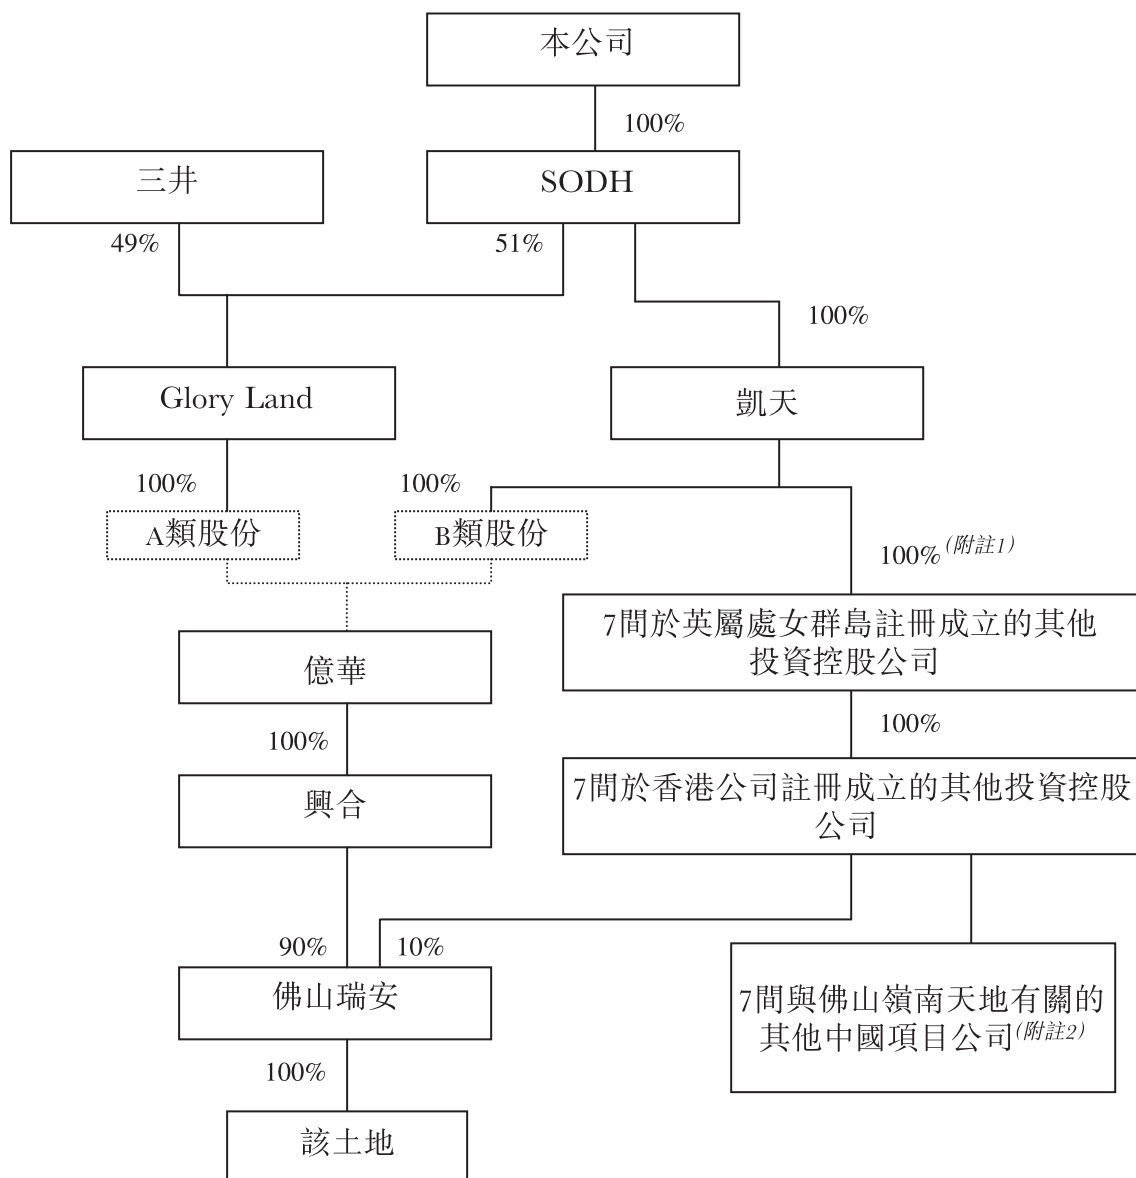 本公司
100%
三井
SODH
49%
51%
100%
Glory Land
凱天
100%
100%
A類股份
B類股份
100%(附註1)
7間於英屬處女群島註冊成立的其他
投資控股公司
億華
100%
100%
7間於香港公司註冊成立的其他投資控股
公司
興合
90%
10%
佛山瑞安
7間與佛山嶺南天地有關的
其他中國項目公司(附註2)
100%
該土地